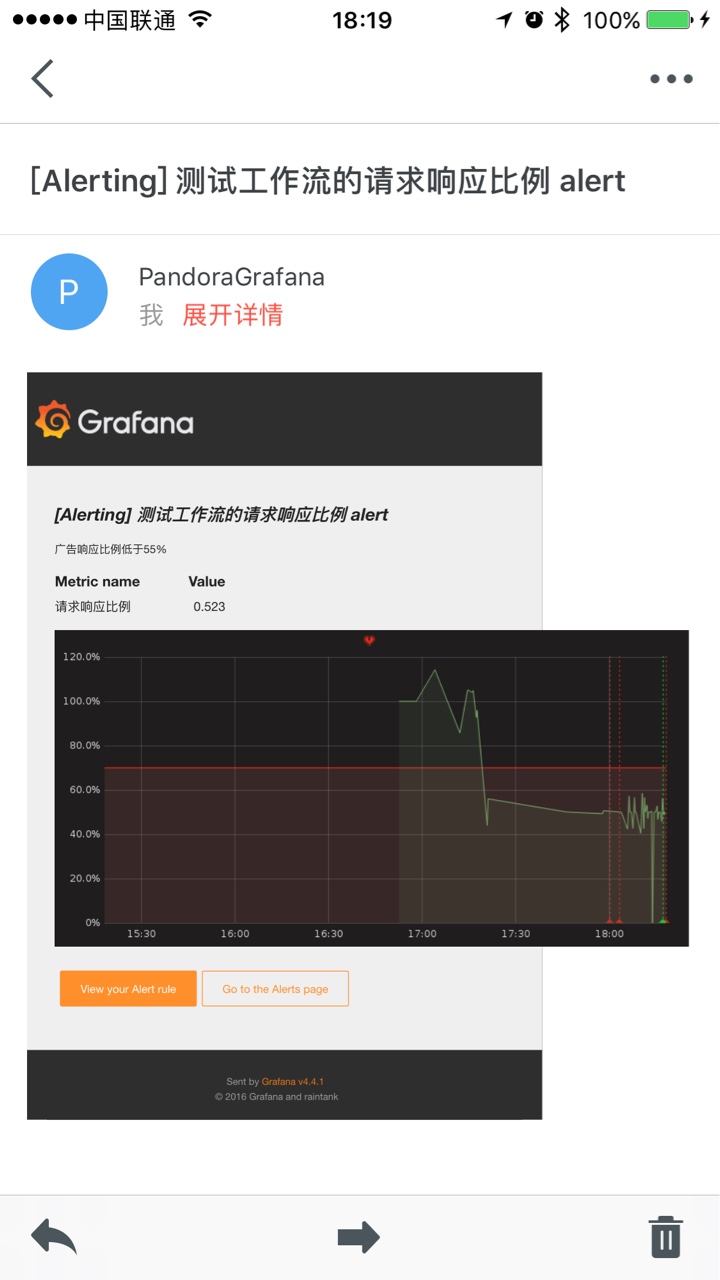 中国联通 18:19 100%
[Alerting] 测试工作流的请求响应比例 alert
P
PandoraGrafana
我 展开详情
Grafana
[Alerting] 测试工作流的请求响应比例 alert
广告响应比例低于55%
Metric name Value
请求响应比例 0.523
120.0%
100.0%
80.0%
60.0%
40.0%
20.0%
0%
15:30 16:00 16:30 17:00 17:30 18:00
View your Alert rule Go to the Alerts page
Sent by Grafana v4.4.1
© 2016 Grafana and raintank